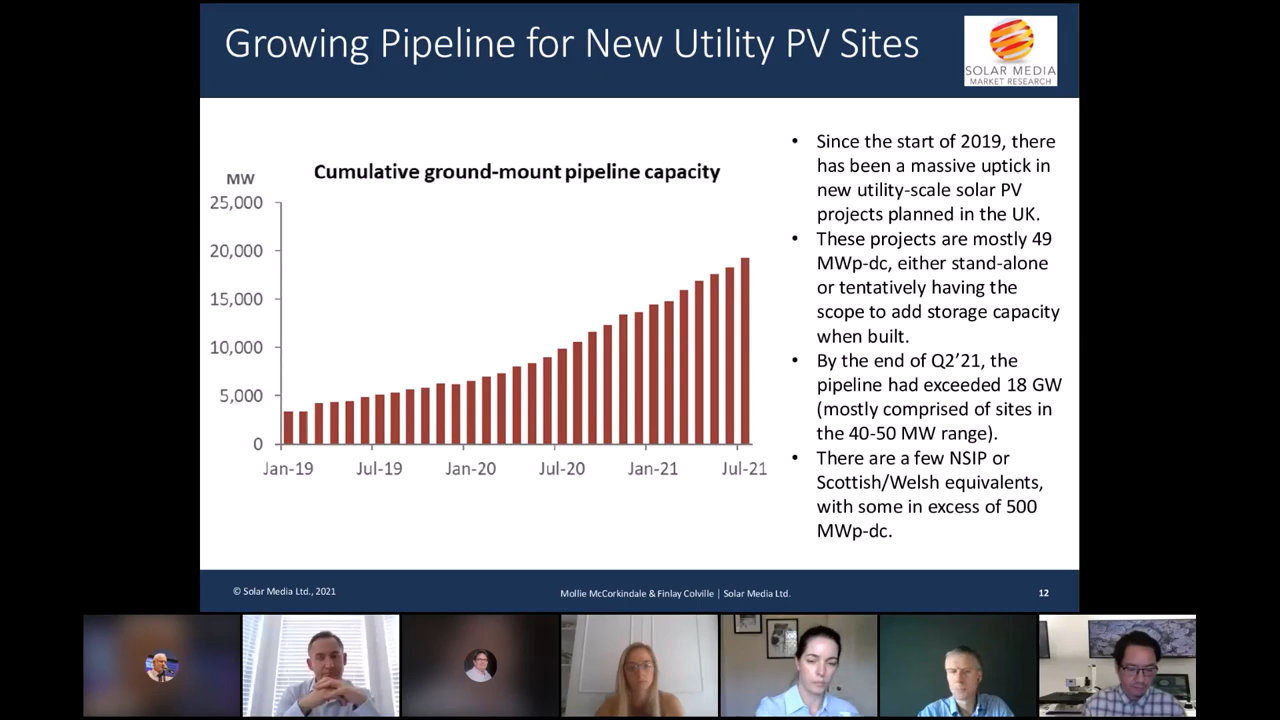 Growing Pipeline for New Utility PV Sites
SOLAR MEDIA
MARKET RESEARCH
Cumulative ground-mount pipeline capacity
MW
25,000
20,000
15,000
10,000
5,000
0
Jan-19
Jul-19
Jan-20
Jul-20
Jan-21
Jul-21
• Since the start of 2019, there
has been a massive uptick in
new utility-scale solar PV
projects planned in the UK.
• These projects are mostly 49
MWp-dc, either stand-alone
or tentatively having the
scope to add storage capacity
when built.
• By the end of Q2’21, the
pipeline had exceeded 18 GW
(mostly comprised of sites in
the 40-50 MW range).
• There are a few NSIP or
Scottish/Welsh equivalents,
with some in excess of 500
MWp-dc.
© Solar Media Ltd., 2021
Mollie McCorkindale & Finlay Colville | Solar Media Ltd.
12